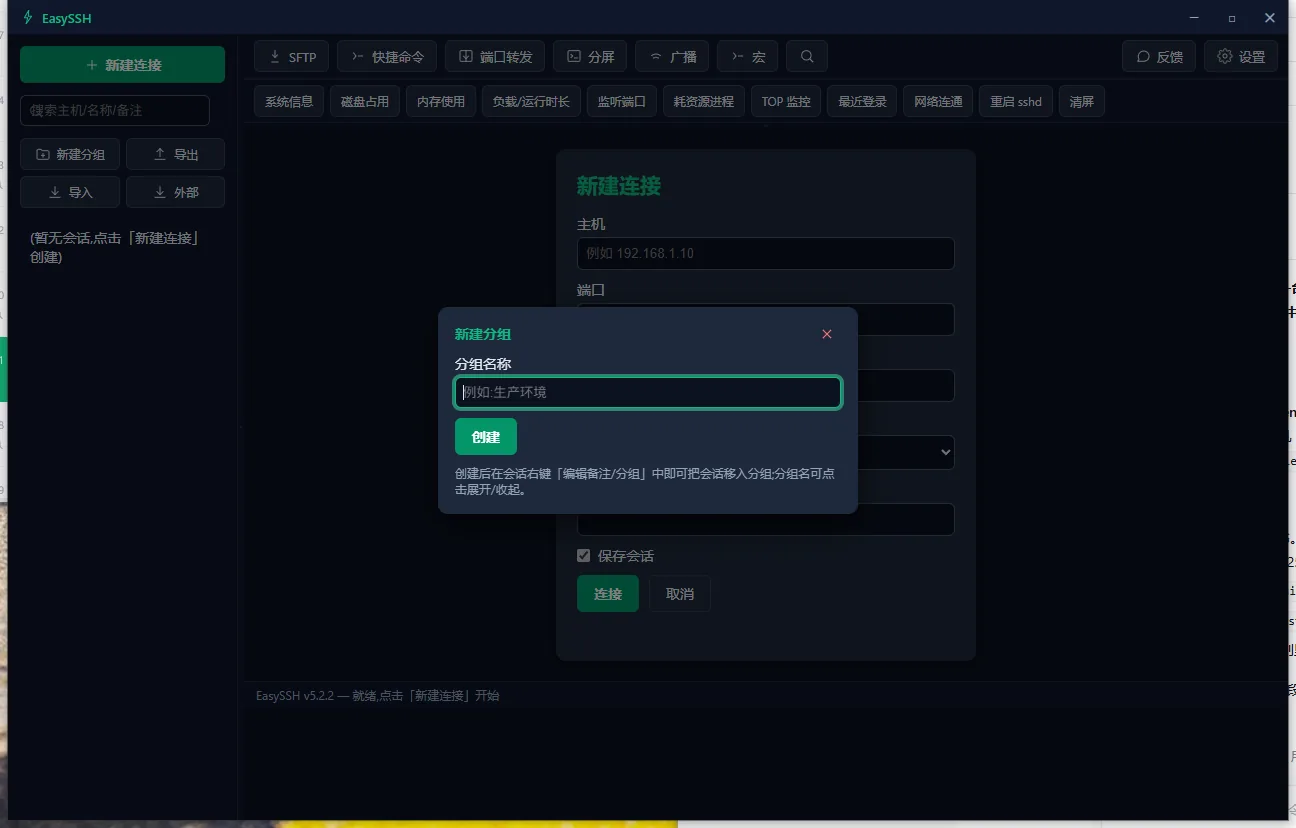 EasySSH
新建连接
搜索主机/名称/备注
新建分组
导出
导入
外部
(暂无会话,点击「新建连接」
创建)
SFTP
快捷命令
端口转发
分屏
广播
宏
反馈
设置
系统信息
磁盘占用
内存使用
负载/运行时长
监听端口
耗资源进程
TOP 监控
最近登录
网络连通
重启 sshd
清屏
新建连接
主机
例如 192.168.1.10
端口
新建分组
分组名称
例如:生产环境
创建
创建后在会话右键「编辑备注/分组」中即可把会话移入分组;分组名可点
击展开/收起。
保存会话
连接
取消
EasySSH v5.2.2 — 就绪,点击「新建连接」开始